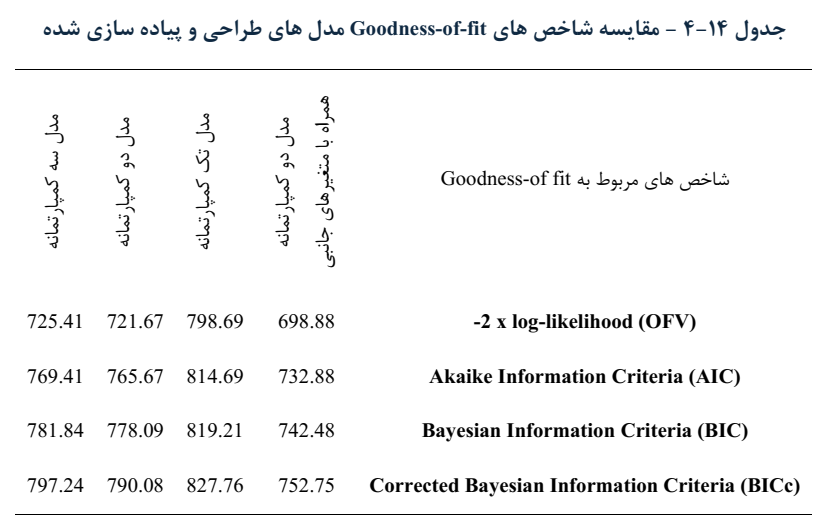 جدول ۱۴-۴ - مقایسه شاخص های Goodness-of-fit مدل های طراحی و پیاده سازی شده
شاخص های مربوط به Goodness-of fit
مدل دو کمپارتمانه
همراه با متغیرهای جانبی
مدل تک کمپارتمانه
مدل دو کمپارتمانه
مدل سه کمپارتمانه
-2 x log-likelihood (OFV) 698.88 798.69 721.67 725.41
Akaike Information Criteria (AIC) 732.88 814.69 765.67 769.41
Bayesian Information Criteria (BIC) 742.48 819.21 778.09 781.84
Corrected Bayesian Information Criteria (BICc) 752.75 827.76 790.08 797.24